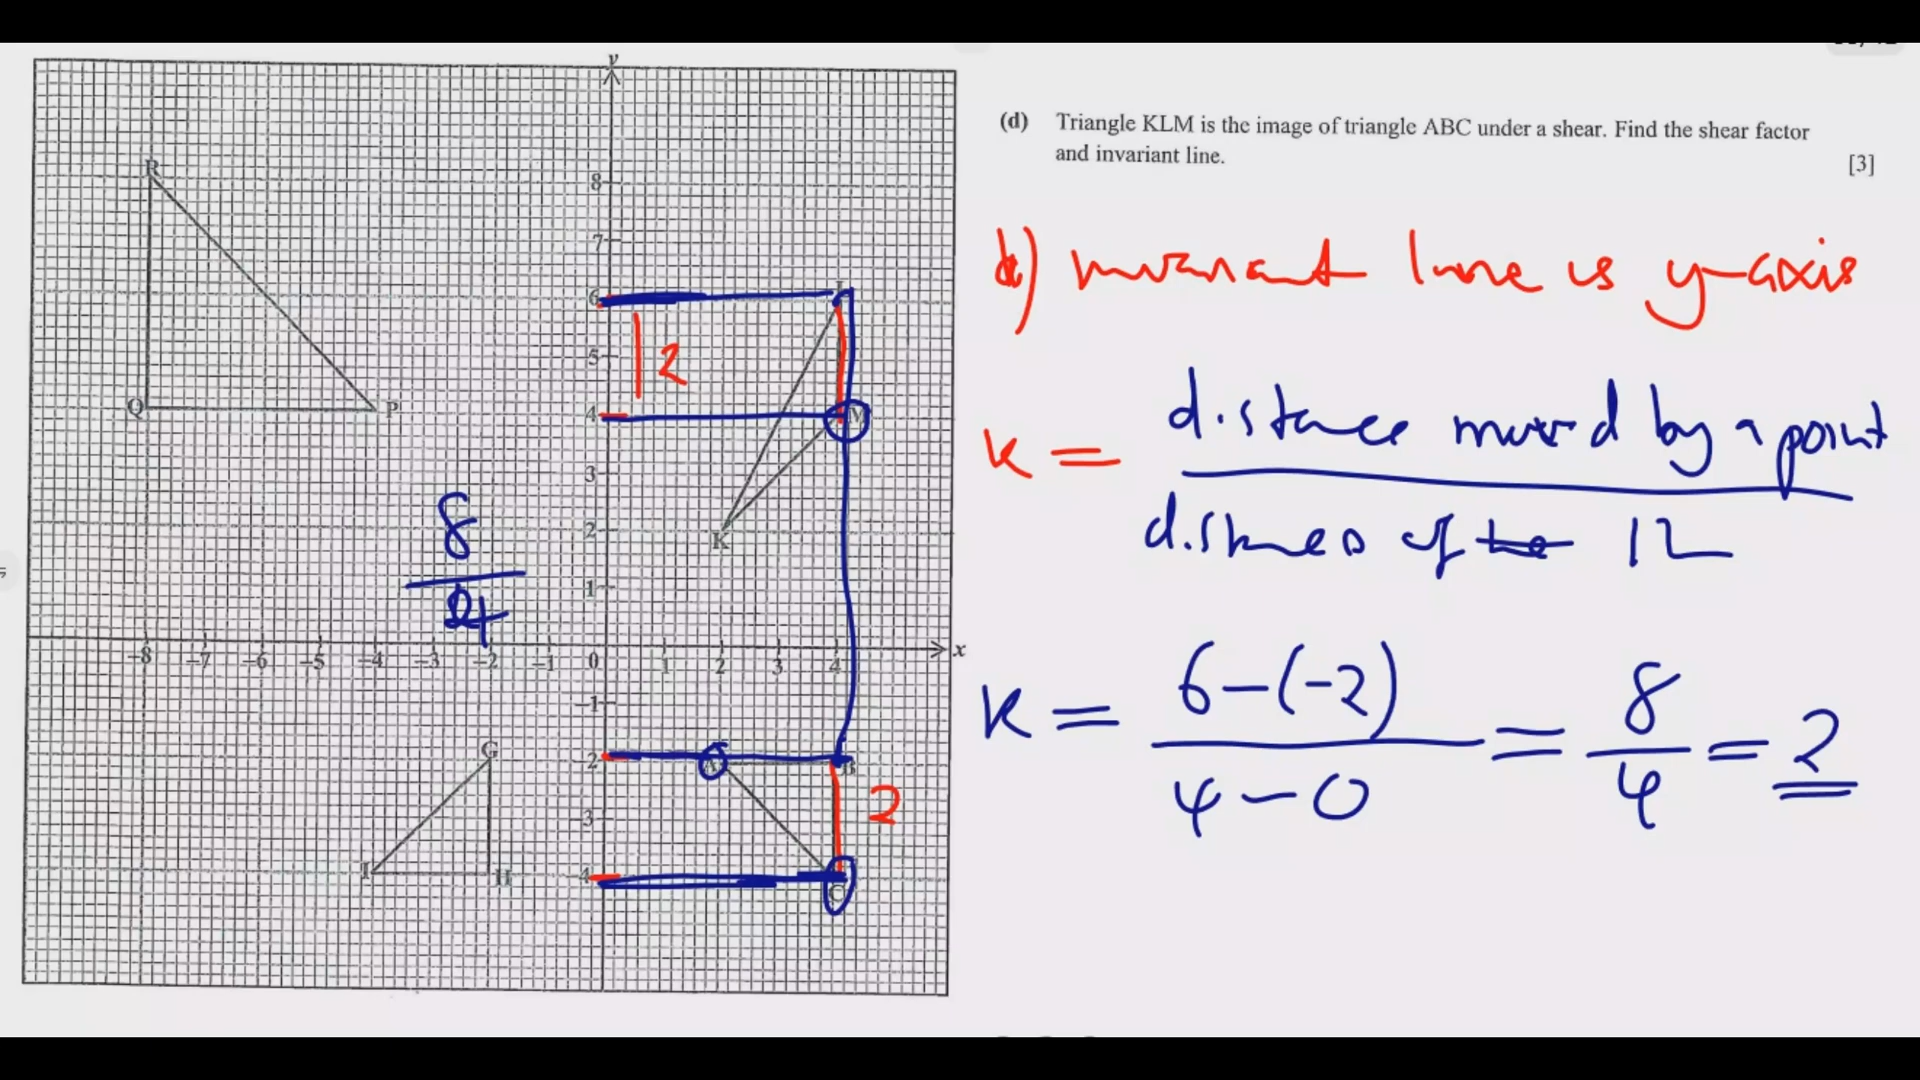 (d) Triangle KLM is the image of triangle ABC under a shear. Find the shear factor
and invariant line.
[3]
d) invariant line is y-axis
K = distance moved by a point
distance of the IL
K = 6-(-2) = 8 = 2
4-0 4
y
R
8
7
6 L
2
5
Q P 4 M
3
8
4
2 K
1
-8 -7 -6 -5 -4 -3 -2 -1 0 1 2 3 4 x
-1
G -2 A B
-3 2
I H -4 C